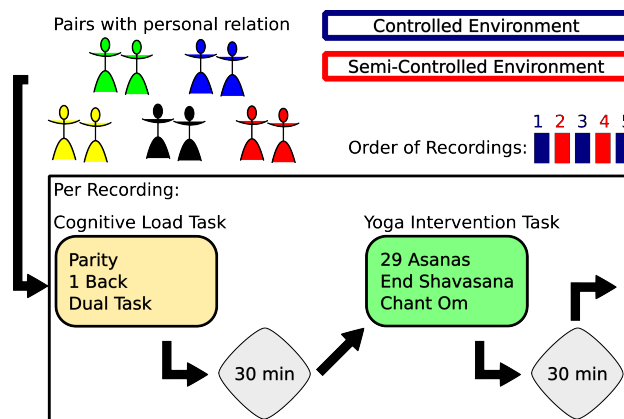 Pairs with personal relation
Controlled Environment
Semi-Controlled Environment
1 2 3 4 5
Order of Recordings:
Per Recording:
Cognitive Load Task
Parity
1 Back
Dual Task
30 min
Yoga Intervention Task
29 Asanas
End Shavasana
Chant Om
30 min